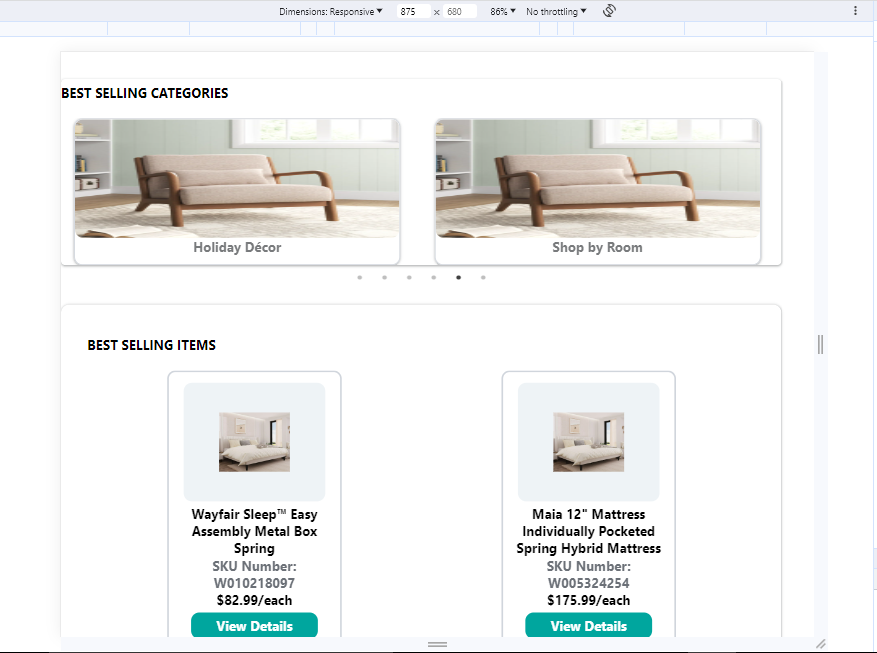 Dimensions: Responsive 875 × 680 86% No throttling
BEST SELLING CATEGORIES
Holiday Décor
Shop by Room
BEST SELLING ITEMS
Wayfair Sleep™ Easy
Assembly Metal Box
Spring
SKU Number:
W010218097
$82.99/each
View Details
Maia 12" Mattress
Individually Pocketed
Spring Hybrid Mattress
SKU Number:
W005324254
$175.99/each
View Details